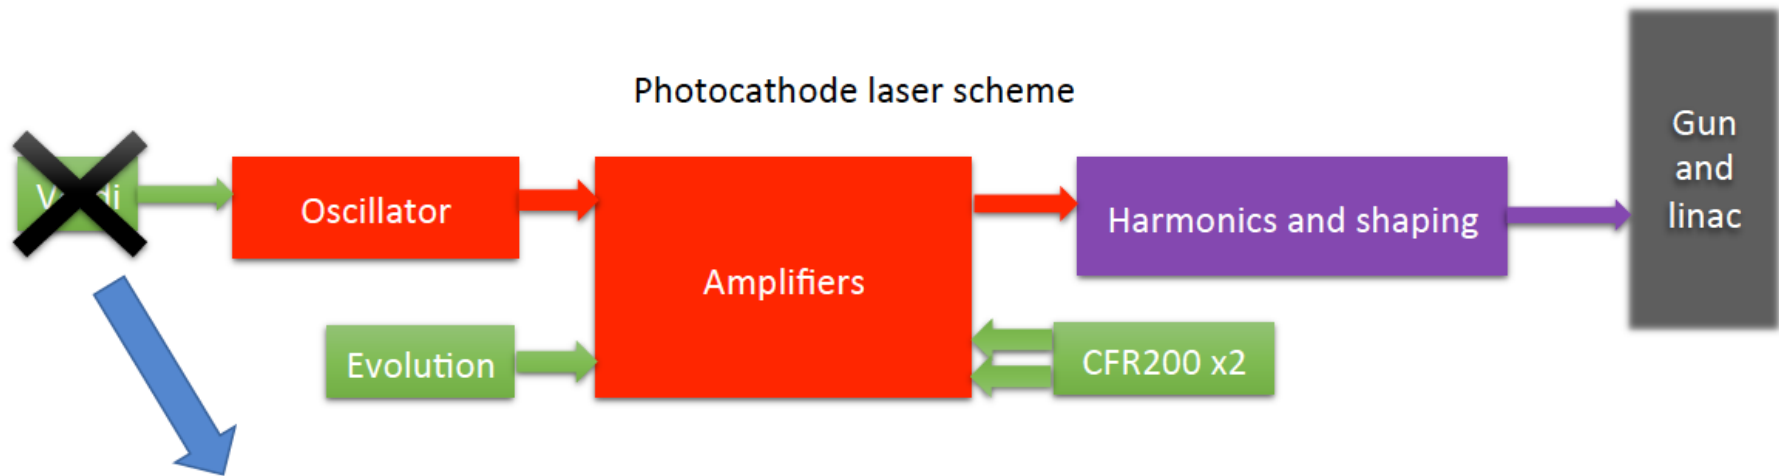 Photocathode laser scheme
Oscillator
Amplifiers
Harmonics and shaping
Gun
and
linac
Evolution
CFR200 x2